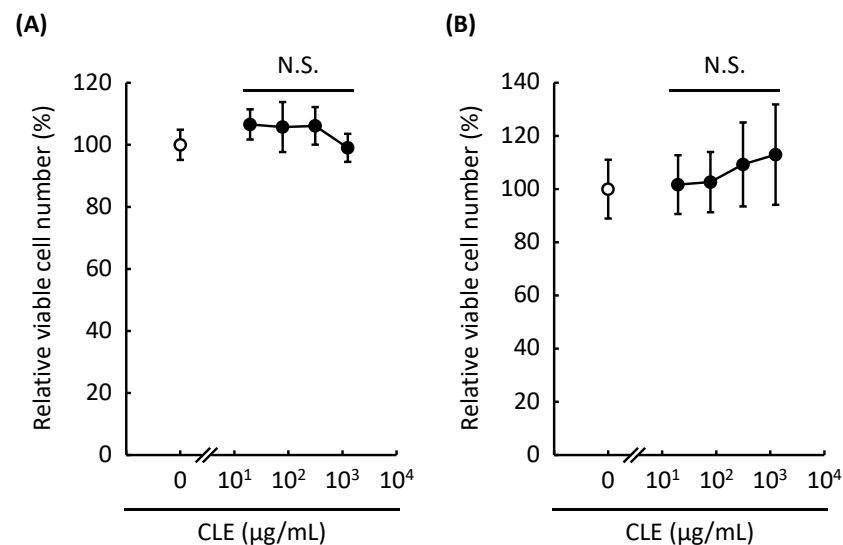 (A)
N.S.
120
100
80
60
40
20
0
Relative viable cell number (%)
0 10¹ 10² 10³ 10⁴
CLE (µg/mL)
(B)
N.S.
140
120
100
80
60
40
20
0
Relative viable cell number (%)
0 10¹ 10² 10³ 10⁴
CLE (µg/mL)